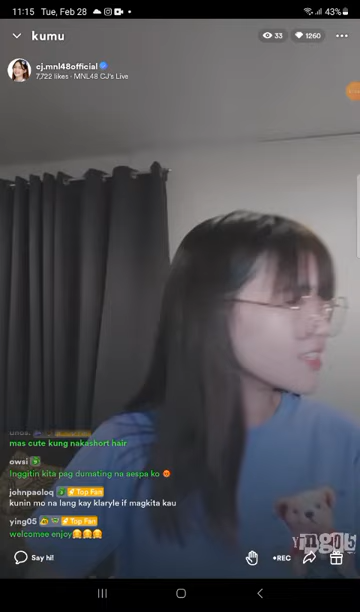 11:15 Tue, Feb 28 43%
kumu 33 1260
cj.mnl48official
7,722 likes · MNL48 CJ's Live
mas cute kung nakashort hair
owsi
Inggitin kita pag dumating na aespa ko
johnpaoloq Top Fan
kunin mo na lang kay klaryle if magkita kau
ying05 Top Fan
welcomee enjoy
Say hi! •REC
Ying05